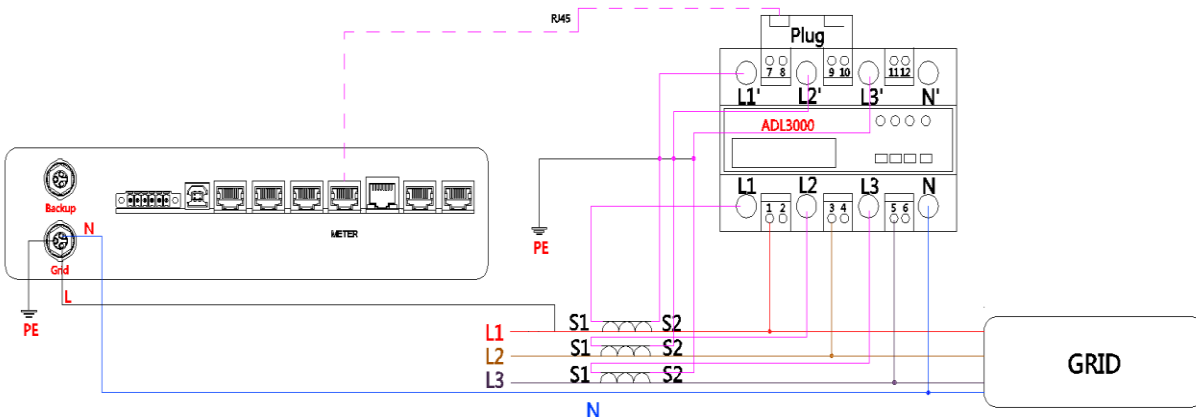 RJ45
Plug
7 8 9 10 11 12
L1' L2' L3' N'
ADL3000
L1 L2 L3 N
1 2 3 4 5 6
PE
Backup
METER
N
Grid
L
PE
L1 S1 S2
L2 S1 S2
L3 S1 S2
N
GRID